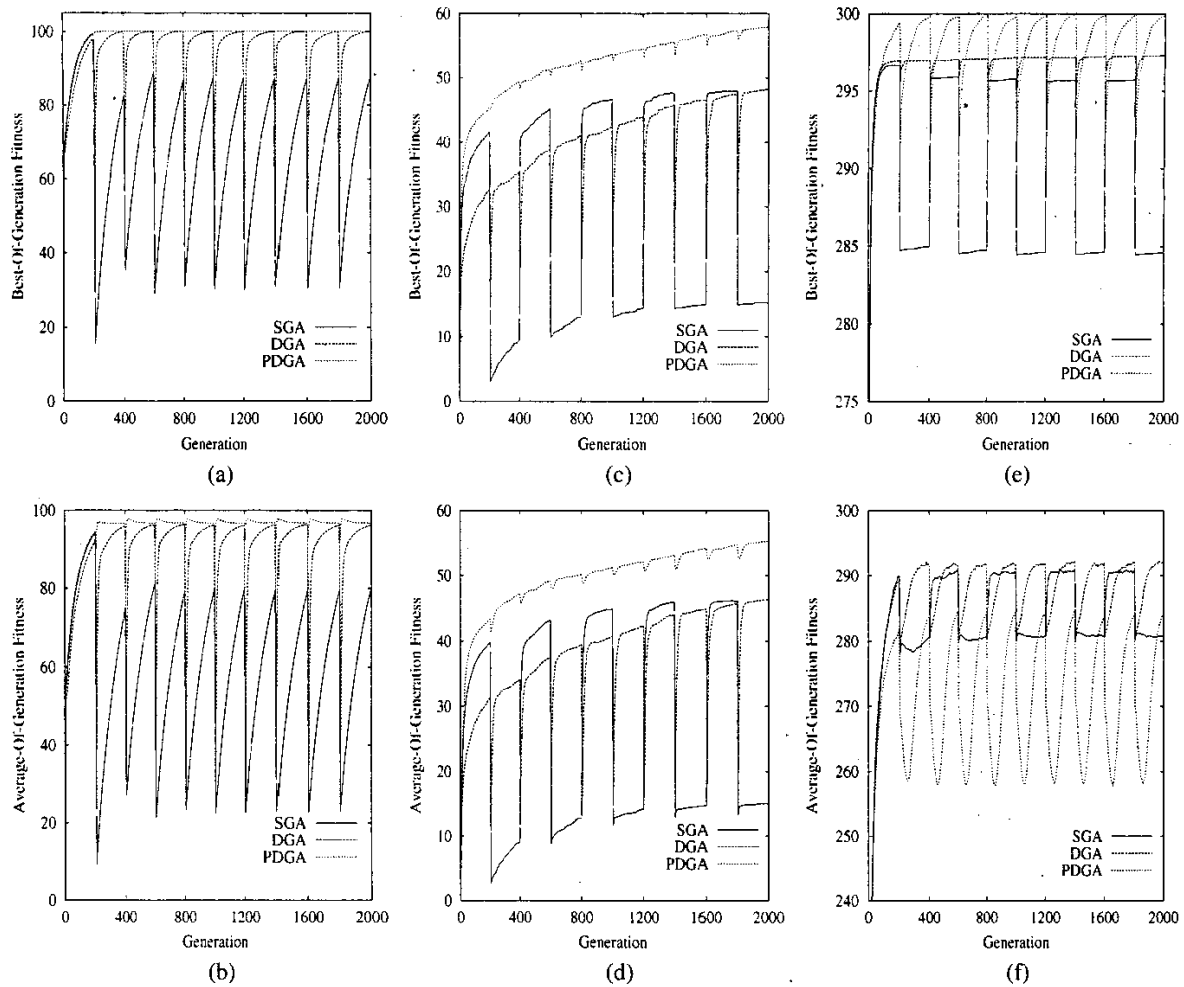 Best-Of-Generation Fitness
100
80
60
40
20
0
SGA
DGA
PDGA
0 400 800 1200 1600 2000
Generation
(a)
Best-Of-Generation Fitness
60
50
40
30
20
10
0
SGA
DGA
PDGA
0 400 800 1200 1600 2000
Generation
(c)
Best-Of-Generation Fitness
300
295
290
285
280
275
SGA
DGA
PDGA
0 400 800 1200 1600 2000
Generation
(e)
Average-Of-Generation Fitness
100
80
60
40
20
0
SGA
DGA
PDGA
0 400 800 1200 1600 2000
Generation
(b)
Average-Of-Generation Fitness
60
50
40
30
20
10
0
SGA
DGA
PDGA
0 400 800 1200 1600 2000
Generation
(d)
Average-Of-Generation Fitness
300
290
280
270
260
250
240
SGA
DGA
PDGA
0 400 800 1200 1600 2000
Generation
(f)